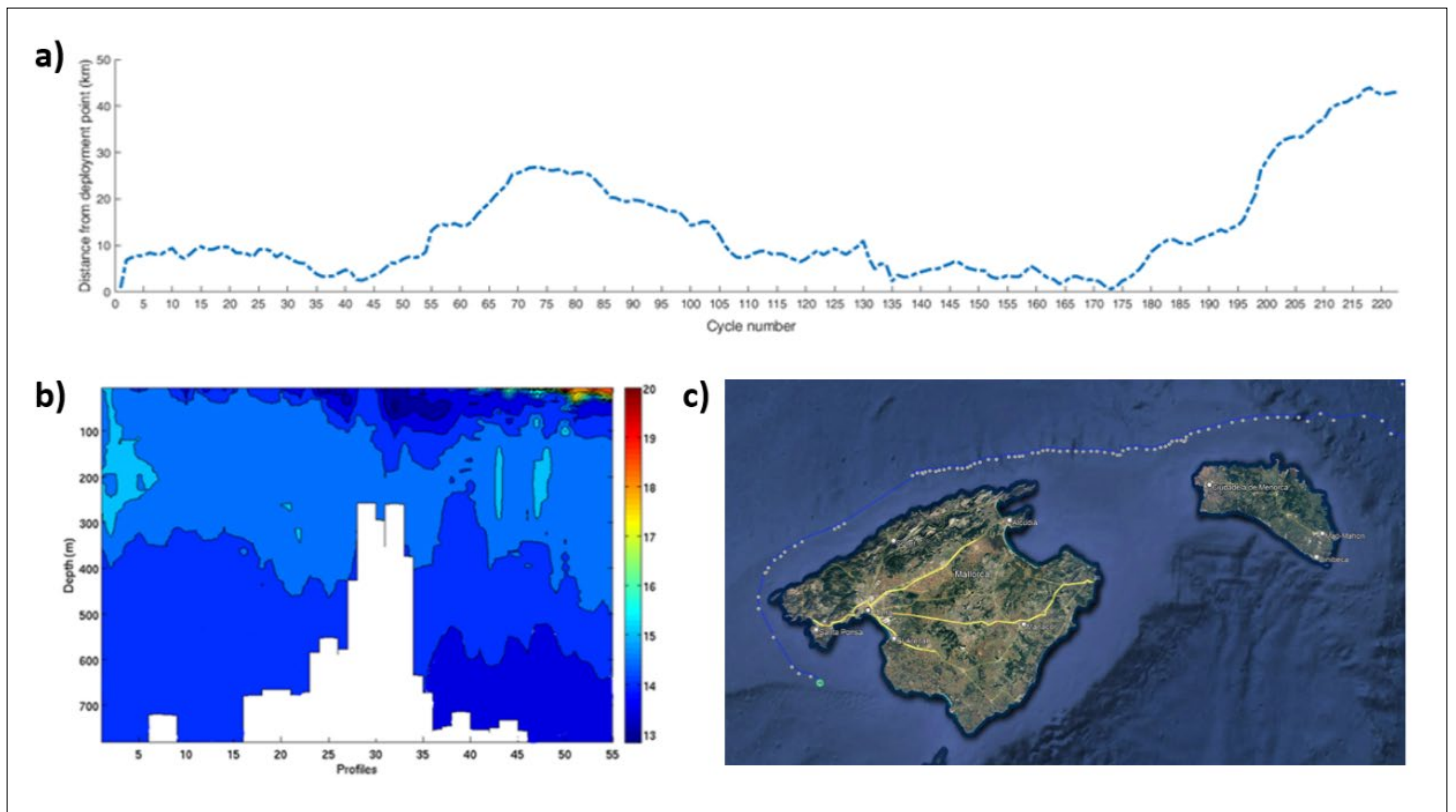 a)
Distance from deployment point (km)
50
40
30
20
10
0
0 5 10 15 20 25 30 35 40 45 50 55 60 65 70 75 80 85 90 95 100 105 110 115 120 125 130 135 140 145 150 155 160 165 170 175 180 185 190 195 200 205 210 215 220
Cycle number
b)
Depth (m)
100
200
300
400
500
600
700
5 10 15 20 25 30 35 40 45 50 55
Profiles
20
19
18
17
16
15
14
13
c)
Ciutadella de Menorca
Alcúdia
Mallorca
Santa Ponsa